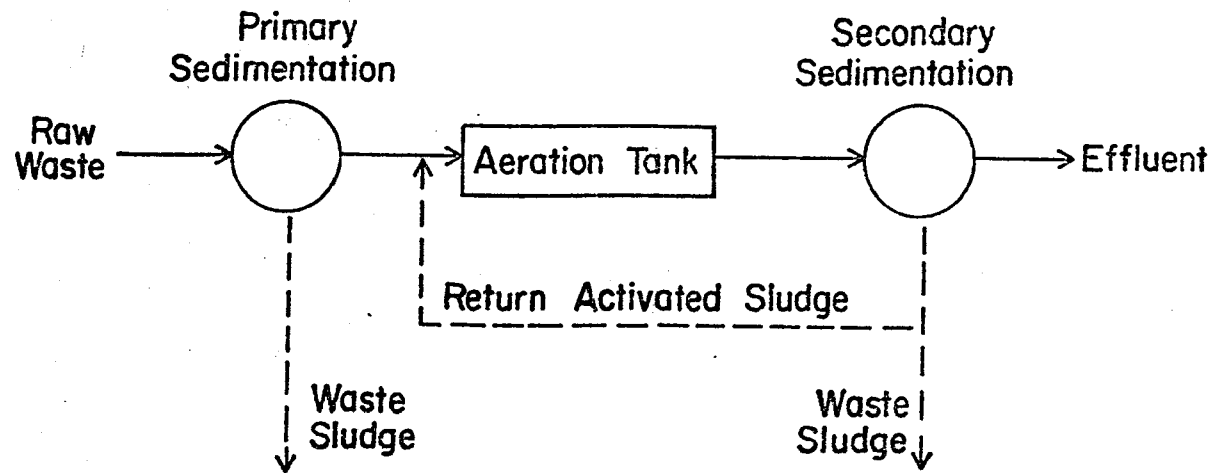 Primary
Sedimentation
Secondary
Sedimentation
Raw
Waste
Aeration Tank
Effluent
Return Activated Sludge
Waste
Sludge
Waste
Sludge